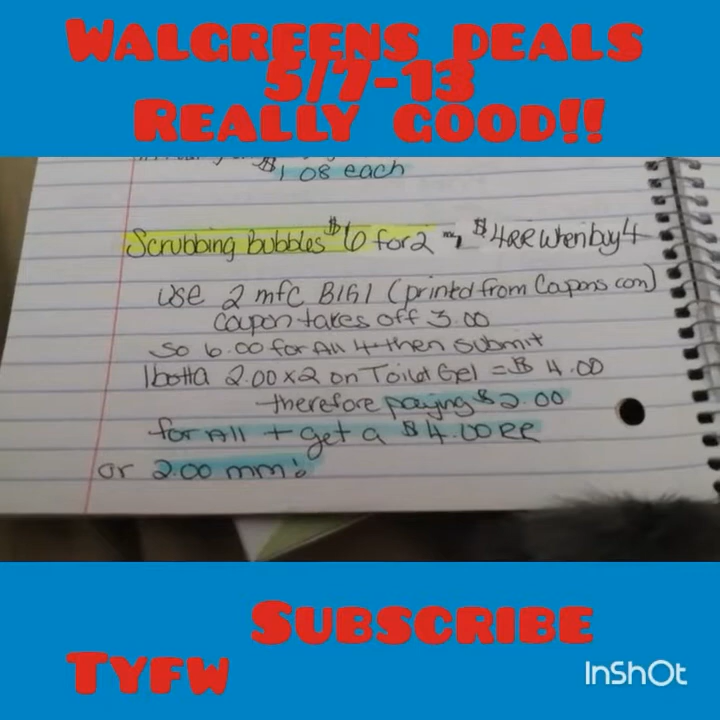 WALGREENS DEALS
5/7-13
REALLY GOOD!!
$1.08 each
Scrubbing Bubbles $6 for 2 $4RR when buy 4
use 2 mfc B1G1 (printed from Coupons.com)
coupon takes off 3.00
so 6.00 for All 4 then submit
Ibotta 2.00x2 on Toilet Gel = $4.00
therefore paying $2.00
for All + get a $4.00 RR
or 2.00 mm!
SUBSCRIBE
TYFW
InShOt